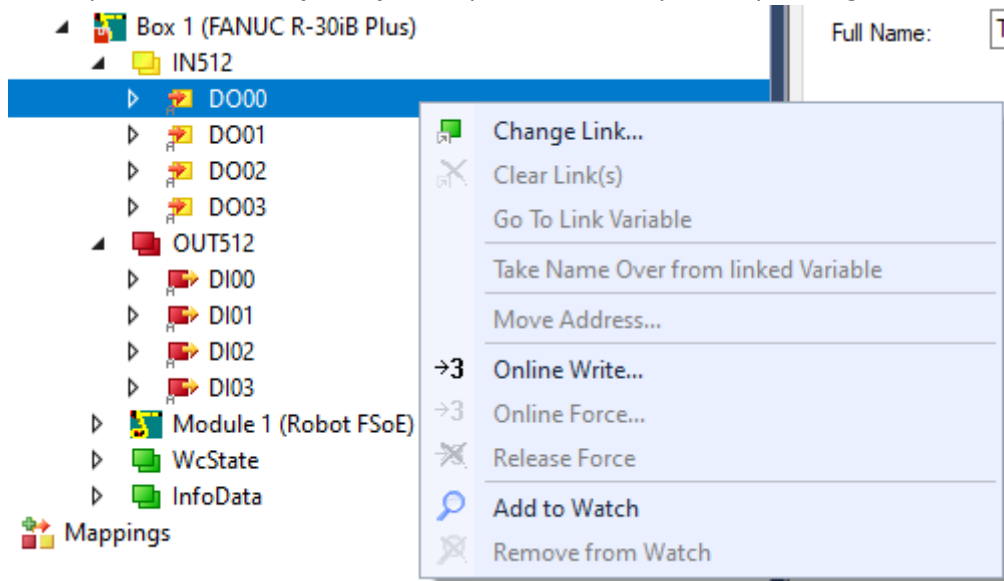 Box 1 (FANUC R-30iB Plus)
Full Name:
IN512
DO00
DO01
DO02
DO03
OUT512
DI00
DI01
DI02
DI03
Module 1 (Robot FSoE)
WcState
InfoData
Mappings
Change Link...
Clear Link(s)
Go To Link Variable
Take Name Over from linked Variable
Move Address...
→3 Online Write...
→3 Online Force...
Release Force
Add to Watch
Remove from Watch